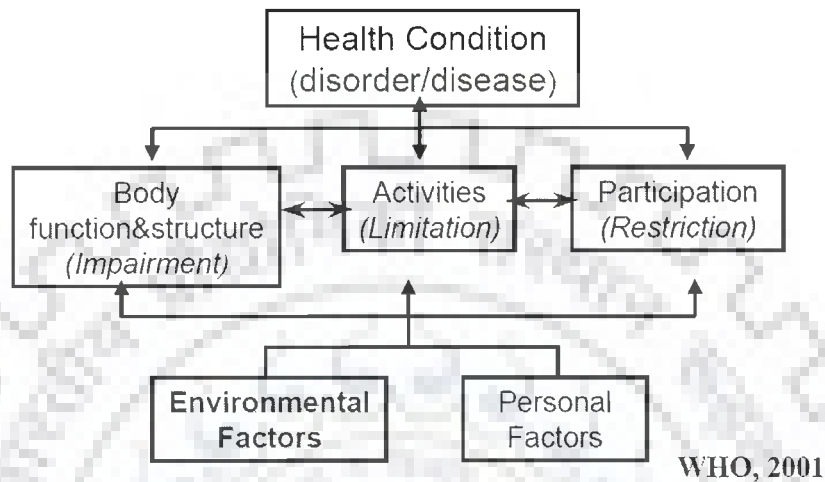 Health Condition
(disorder/disease)
Body
function&structure
(Impairment)
Activities
(Limitation)
Participation
(Restriction)
Environmental
Factors
Personal
Factors
WHO, 2001